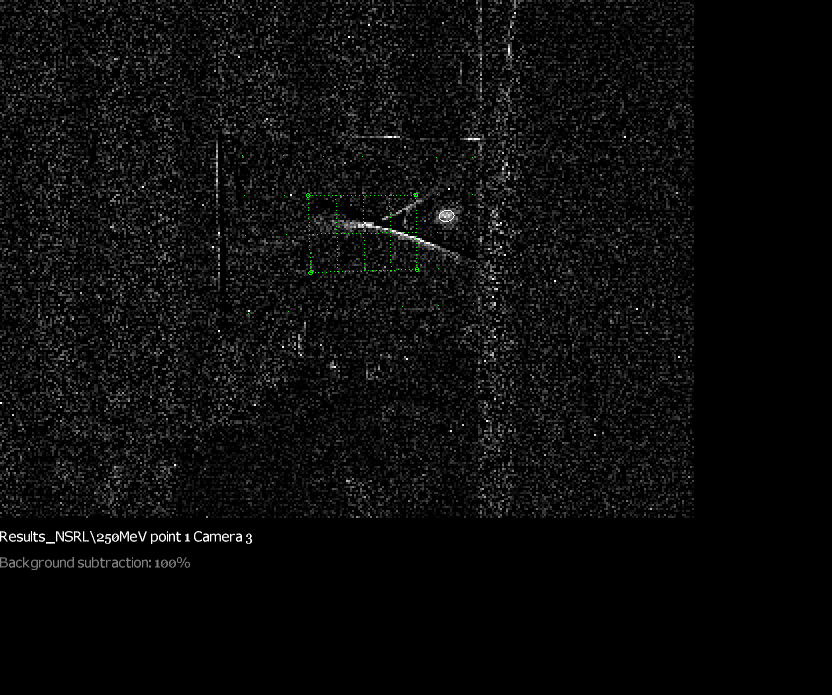 Results_NSRL\250MeV point 1 Camera 3
Background subtraction: 100%